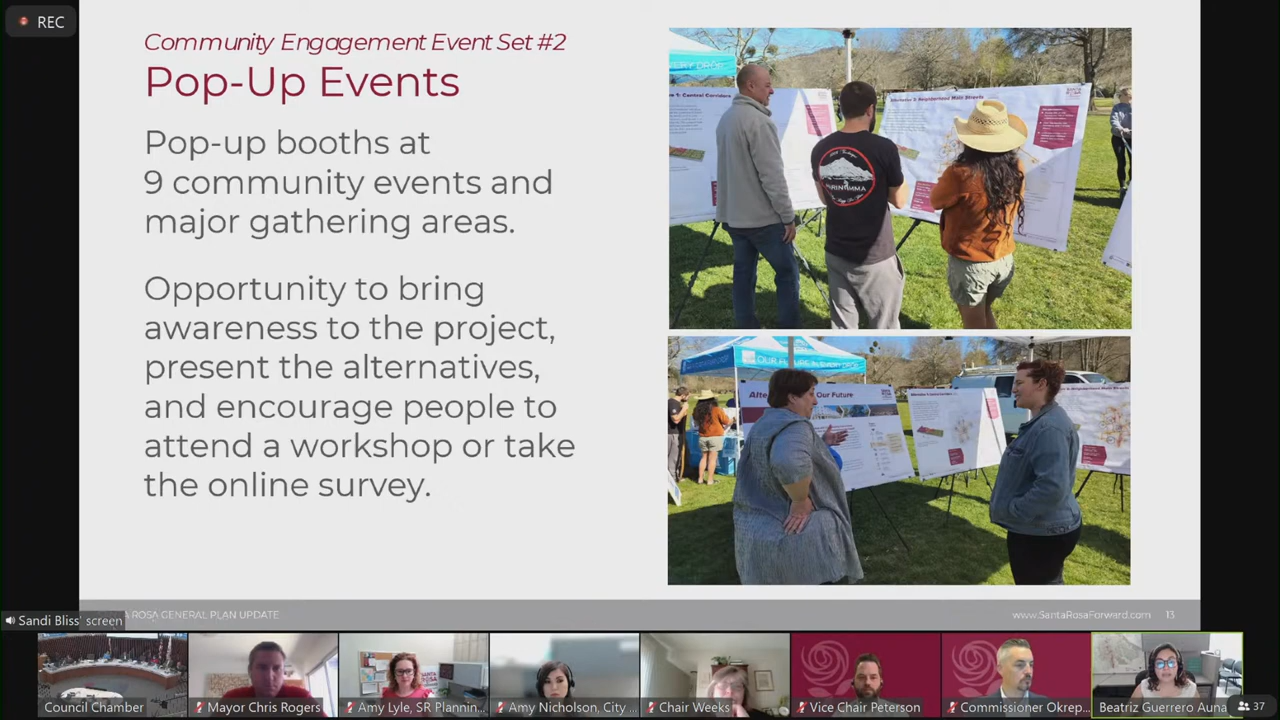 REC
Community Engagement Event Set #2
Pop-Up Events
Pop-up booths at
9 community events and
major gathering areas.
Opportunity to bring
awareness to the project,
present the alternatives,
and encourage people to
attend a workshop or take
the online survey.
Our Future
Sandi Bliss' screen
ROSA GENERAL PLAN UPDATE
www.SantaRosaForward.com 13
Council Chamber
Mayor Chris Rogers
Amy Lyle, SR Plannin...
Amy Nicholson, City ...
Chair Weeks
Vice Chair Peterson
Commissioner Okrep...
Beatriz Guerrero Auna
37